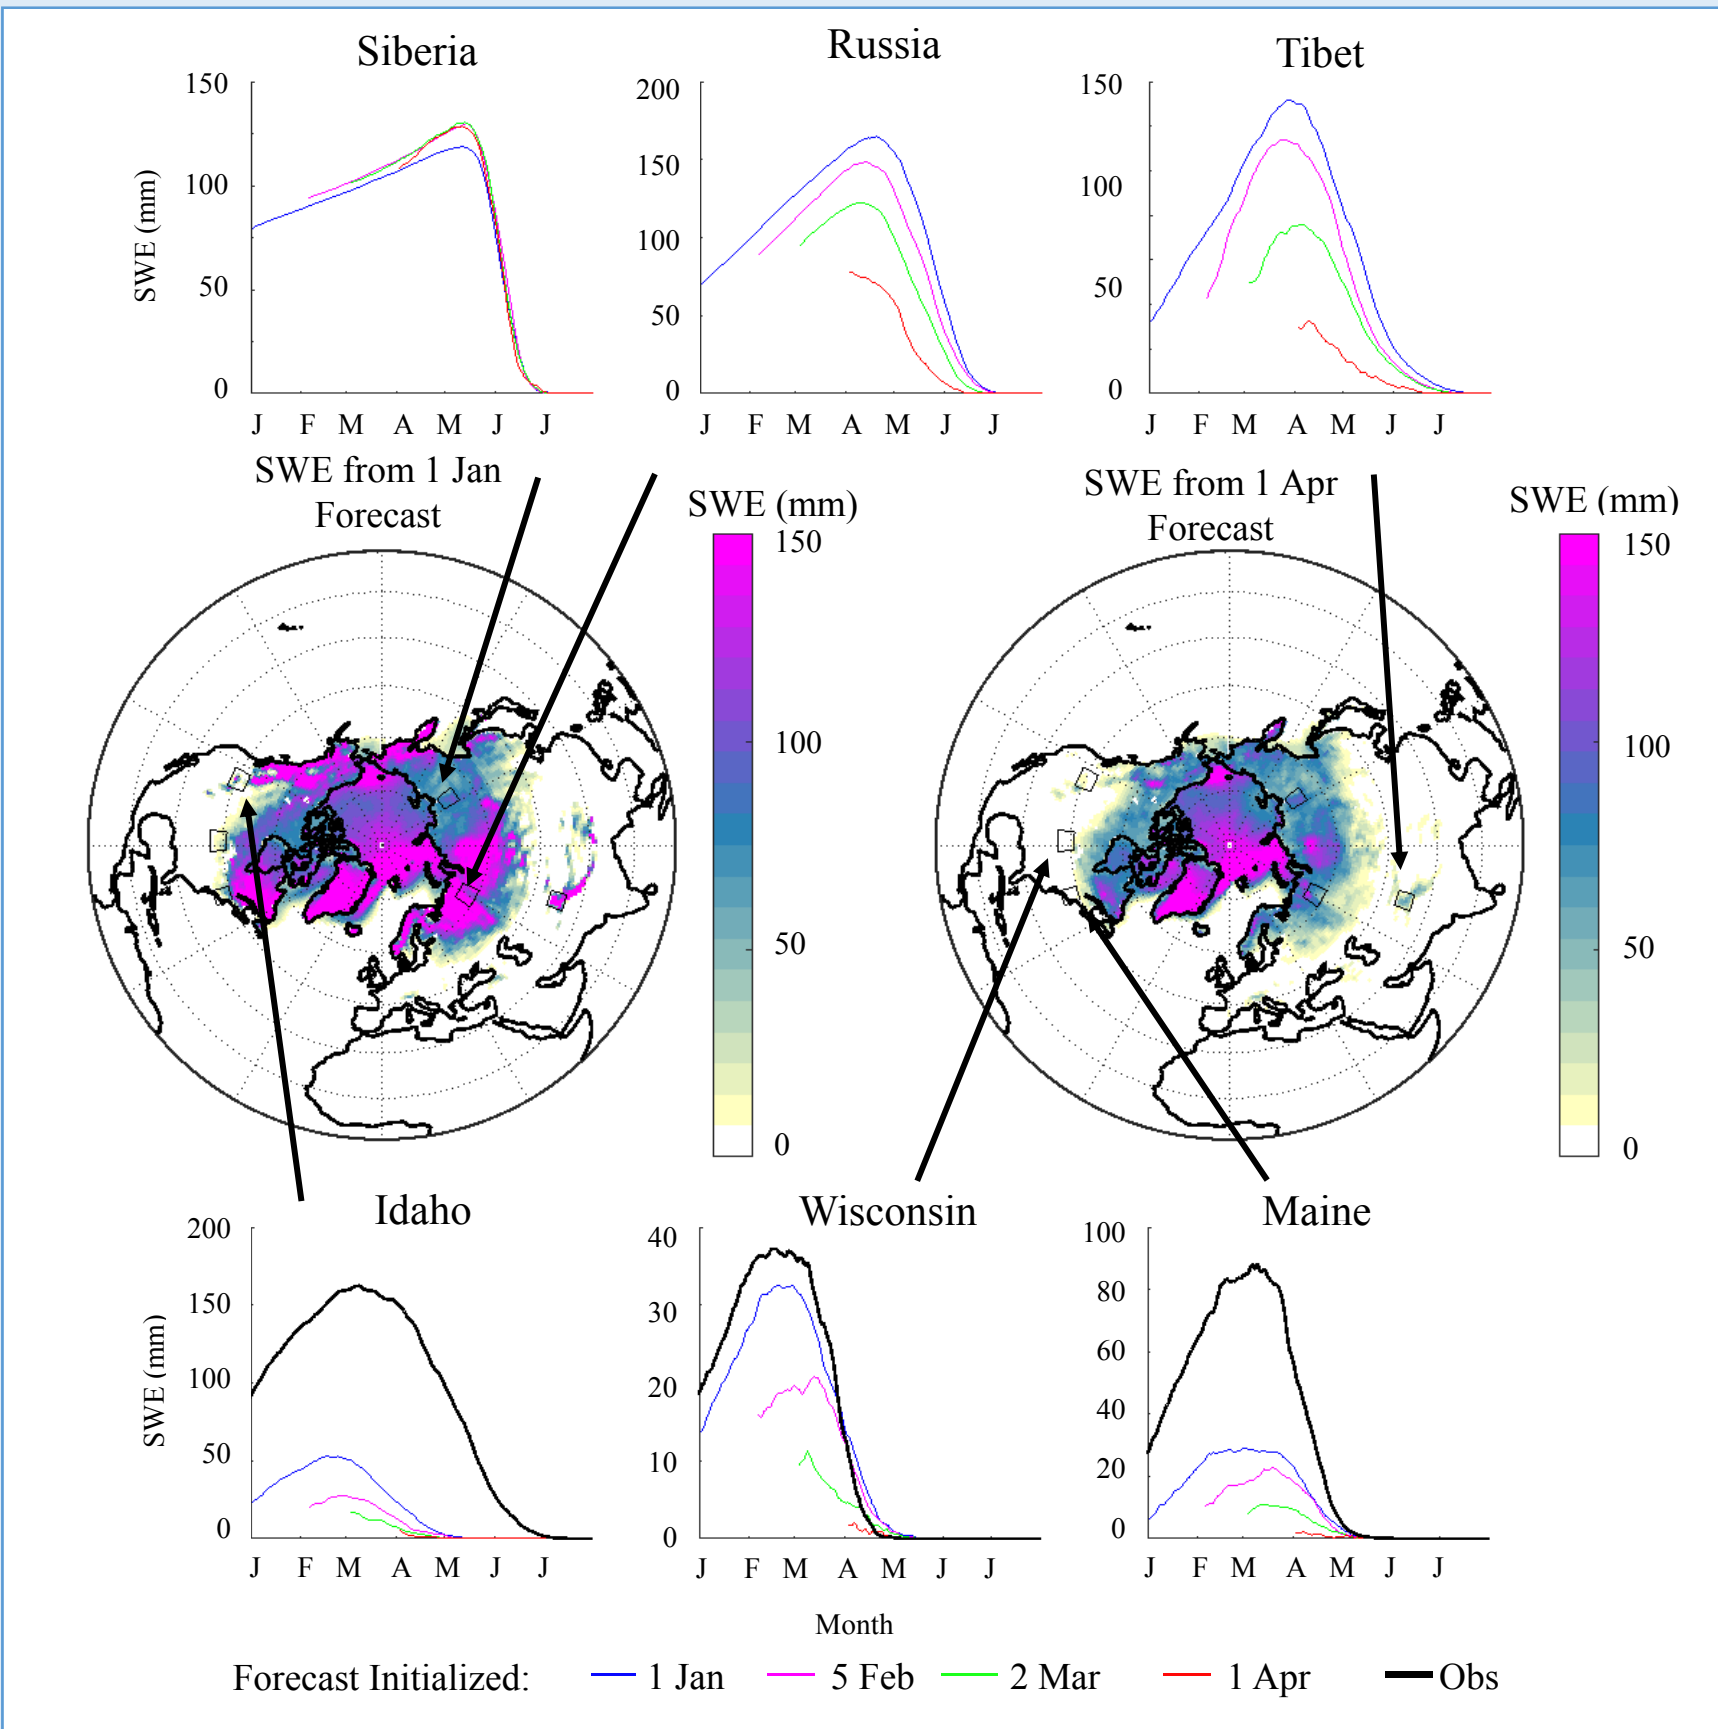 Siberia
Russia
Tibet
150
100
50
0
SWE (mm)
J F M A M J J
200
150
100
50
0
J F M A M J J
150
100
50
0
J F M A M J J
SWE from 1 Jan
Forecast
SWE (mm)
150
100
50
0
SWE from 1 Apr
Forecast
SWE (mm)
150
100
50
0
Idaho
Wisconsin
Maine
200
150
100
50
0
SWE (mm)
J F M A M J J
40
30
20
10
0
J F M A M J J
100
80
60
40
20
0
J F M A M J J
Month
Forecast Initialized: 1 Jan 5 Feb 2 Mar 1 Apr Obs